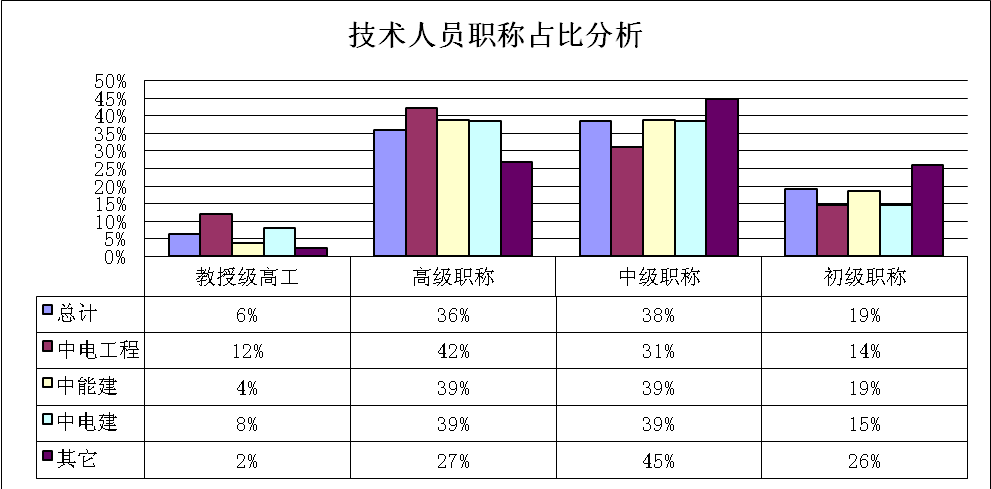 技术人员职称占比分析
50%
45%
40%
35%
30%
25%
20%
15%
10%
5%
0%
教授级高工 高级职称 中级职称 初级职称
总计 6% 36% 38% 19%
中电工程 12% 42% 31% 14%
中能建 4% 39% 39% 19%
中电建 8% 39% 39% 15%
其它 2% 27% 45% 26%